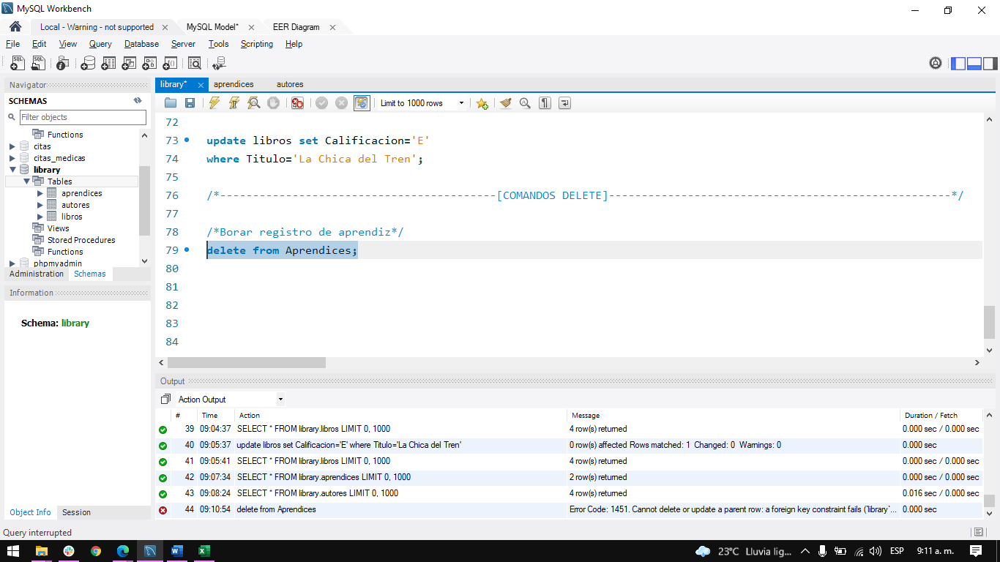 MySQL Workbench
Local - Warning - not supported
MySQL Model*
EER Diagram
File Edit View Query Database Server Tools Scripting Help
Navigator
SCHEMAS
Filter objects
Functions
citas
citas_medicas
library
Tables
aprendices
autores
libros
Views
Stored Procedures
Functions
phpmyadmin
Administration Schemas
Information
Schema: library
Object Info Session
library* aprendices autores
Limit to 1000 rows
72
73 update libros set Calificacion='E'
74 where Titulo='La Chica del Tren';
75
76 /*------------------------------------------[COMANDOS DELETE]----------------------------------------------------*/
77
78 /*Borar registro de aprendiz*/
79 delete from Aprendices;
80
81
82
83
84
Output
Action Output
# Time Action Message Duration / Fetch
39 09:04:37 SELECT * FROM library.libros LIMIT 0, 1000 4 row(s) returned 0.000 sec / 0.000 sec
40 09:05:37 update libros set Calificacion='E' where Titulo='La Chica del Tren' 0 row(s) affected Rows matched: 1 Changed: 0 Warnings: 0 0.000 sec
41 09:05:41 SELECT * FROM library.libros LIMIT 0, 1000 4 row(s) returned 0.000 sec / 0.000 sec
42 09:07:34 SELECT * FROM library.aprendices LIMIT 0, 1000 2 row(s) returned 0.000 sec / 0.000 sec
43 09:08:24 SELECT * FROM library.autores LIMIT 0, 1000 4 row(s) returned 0.016 sec / 0.000 sec
44 09:10:54 delete from Aprendices Error Code: 1451. Cannot delete or update a parent row: a foreign key constraint fails (`library`... 0.000 sec
Query interrupted
23°C Lluvia lig... ESP 9:11 a. m.